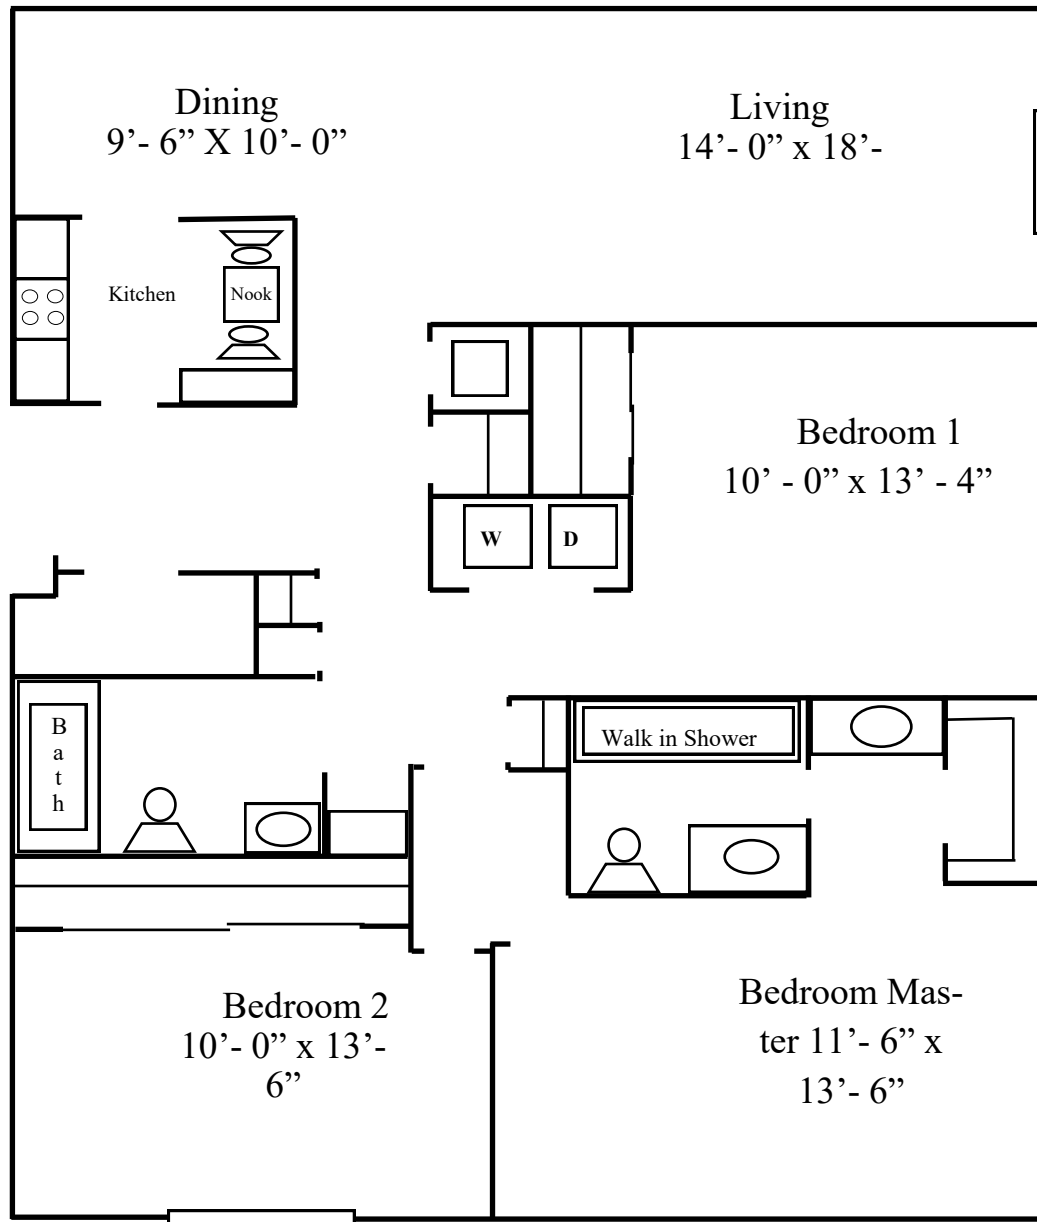 Dining
9’- 6” X 10’- 0”
Living
14’- 0” x 18’-
Kitchen
Nook
Bedroom 1
10’ - 0” x 13’ - 4”
W
D
B
a
t
h
Walk in Shower
Bedroom 2
10’- 0” x 13’-
6”
Bedroom Mas-
ter 11’- 6” x
13’- 6”